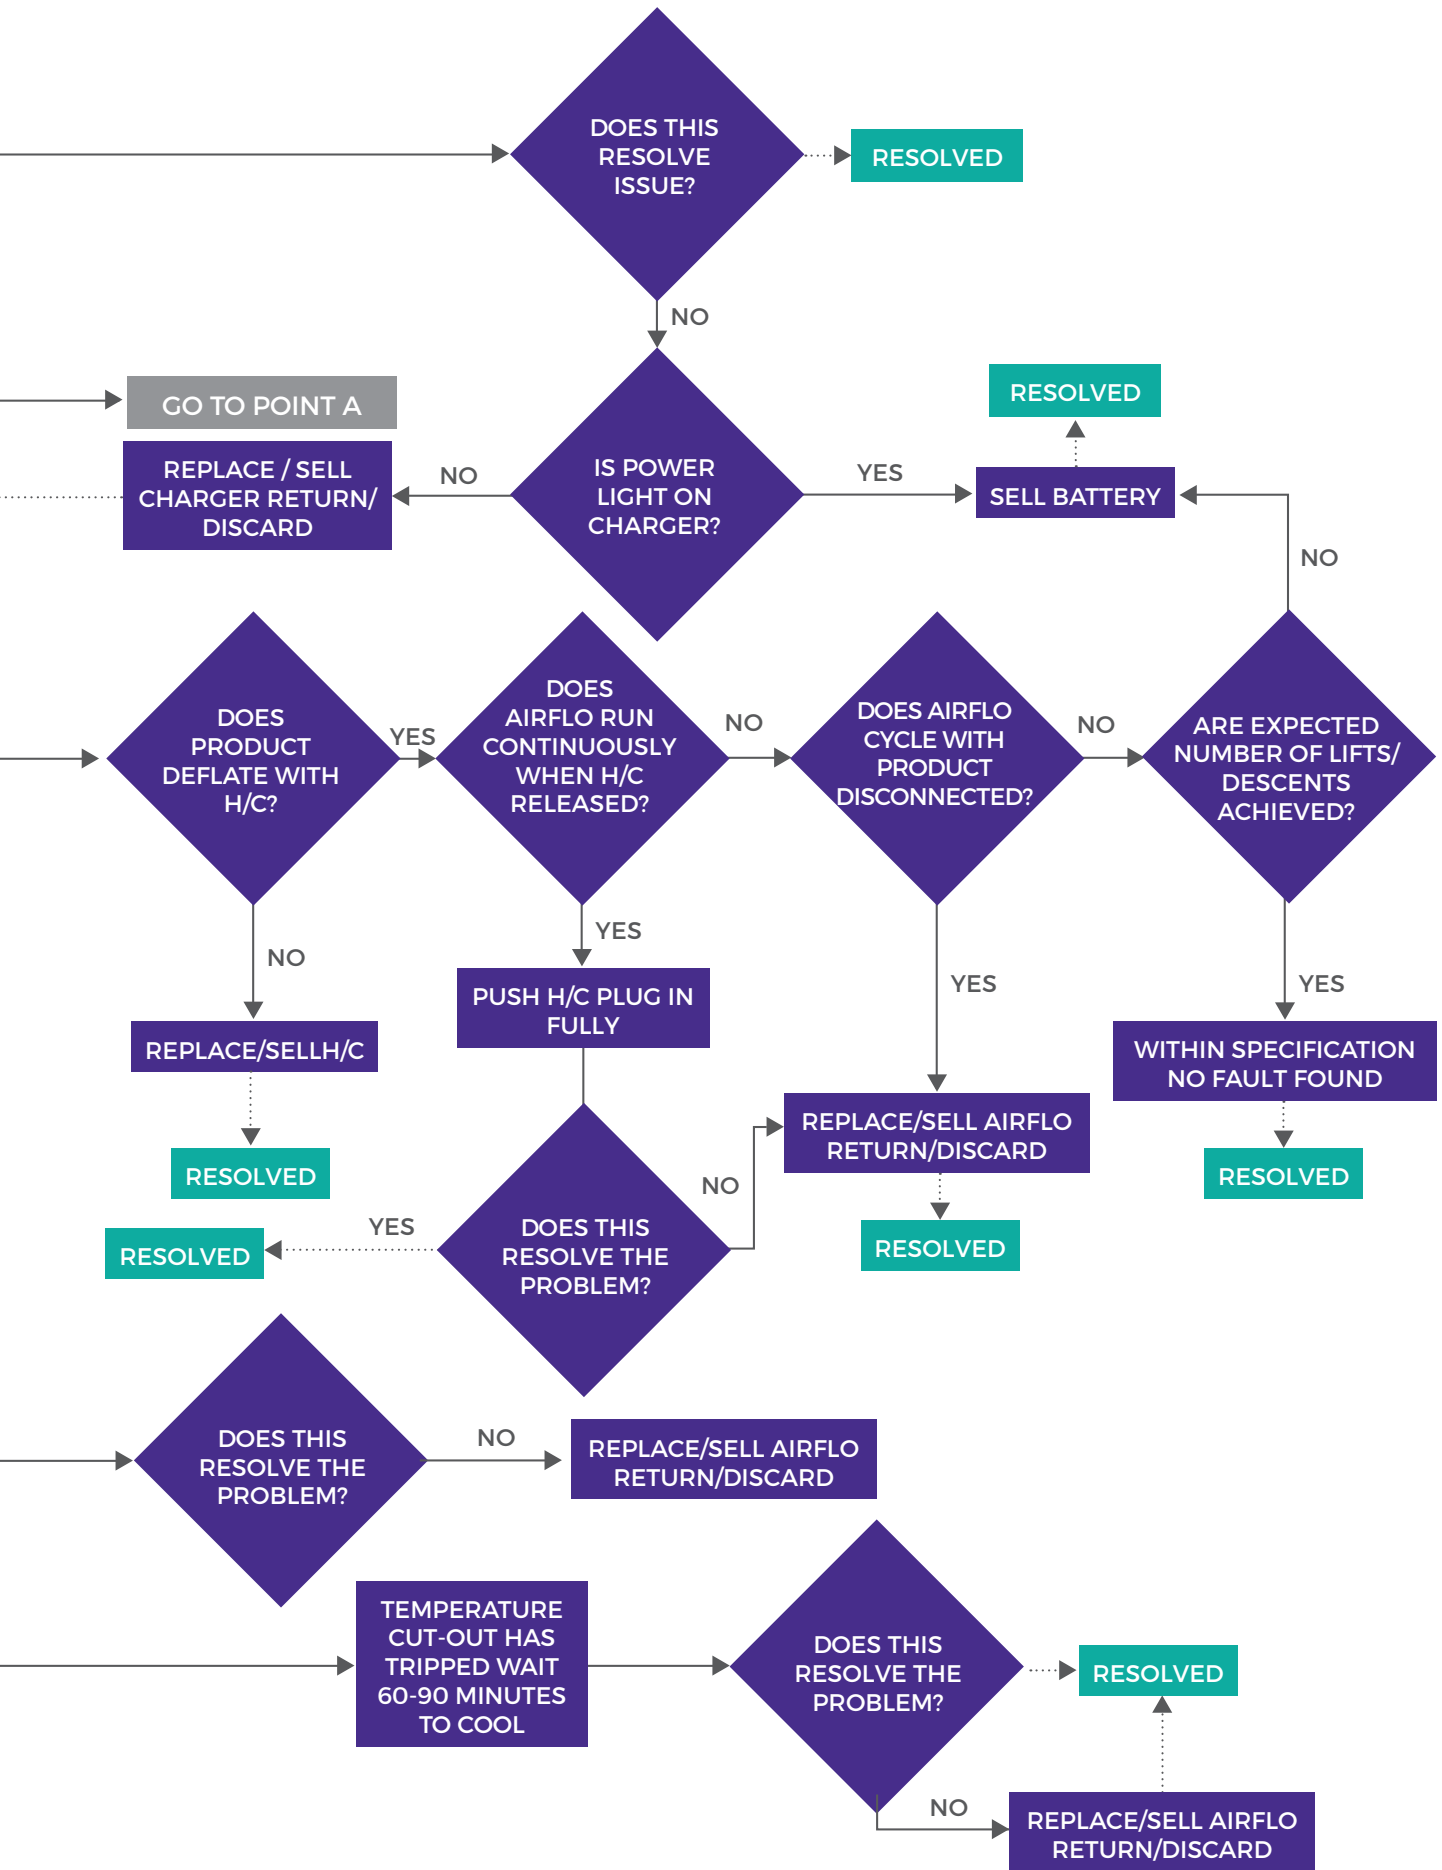 DOES THIS
RESOLVE
ISSUE?
RESOLVED
NO
GO TO POINT A
RESOLVED
REPLACE / SELL
CHARGER RETURN/
DISCARD
NO
IS POWER
LIGHT ON
CHARGER?
YES
SELL BATTERY
NO
DOES
PRODUCT
DEFLATE WITH
H/C?
YES
DOES
AIRFLO RUN
CONTINUOUSLY
WHEN H/C
RELEASED?
NO
DOES AIRFLO
CYCLE WITH
PRODUCT
DISCONNECTED?
NO
ARE EXPECTED
NUMBER OF LIFTS/
DESCENTS
ACHIEVED?
NO
YES
YES
YES
REPLACE/SELLH/C
PUSH H/C PLUG IN
FULLY
WITHIN SPECIFICATION
NO FAULT FOUND
REPLACE/SELL AIRFLO
RETURN/DISCARD
RESOLVED
RESOLVED
NO
YES
RESOLVED
DOES THIS
RESOLVE THE
PROBLEM?
RESOLVED
DOES THIS
RESOLVE THE
PROBLEM?
NO
REPLACE/SELL AIRFLO
RETURN/DISCARD
TEMPERATURE
CUT-OUT HAS
TRIPPED WAIT
60-90 MINUTES
TO COOL
DOES THIS
RESOLVE THE
PROBLEM?
RESOLVED
NO
REPLACE/SELL AIRFLO
RETURN/DISCARD